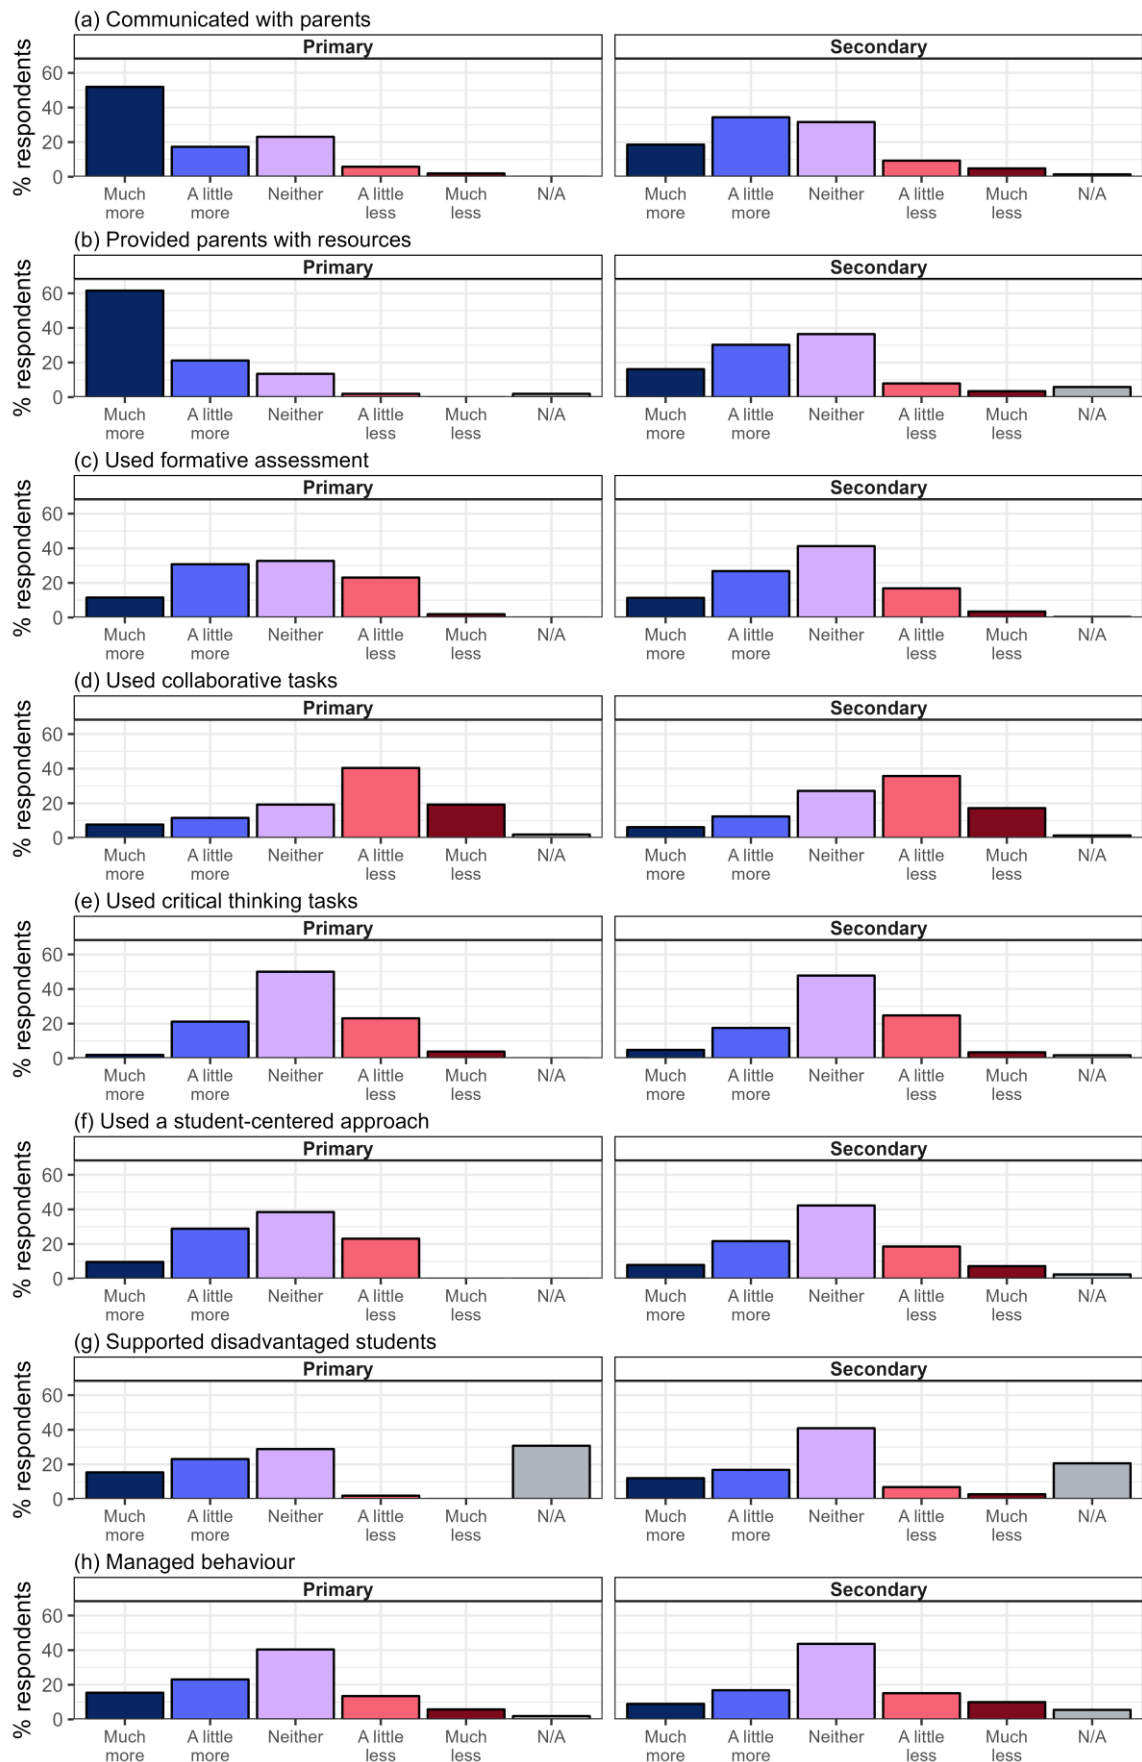 (a) Communicated with parents
Primary Secondary
% respondents
60
40
20
0
Much more A little more Neither A little less Much less N/A Much more A little more Neither A little less Much less N/A
(b) Provided parents with resources
Primary Secondary
% respondents
60
40
20
0
Much more A little more Neither A little less Much less N/A Much more A little more Neither A little less Much less N/A
(c) Used formative assessment
Primary Secondary
% respondents
60
40
20
0
Much more A little more Neither A little less Much less N/A Much more A little more Neither A little less Much less N/A
(d) Used collaborative tasks
Primary Secondary
% respondents
60
40
20
0
Much more A little more Neither A little less Much less N/A Much more A little more Neither A little less Much less N/A
(e) Used critical thinking tasks
Primary Secondary
% respondents
60
40
20
0
Much more A little more Neither A little less Much less N/A Much more A little more Neither A little less Much less N/A
(f) Used a student-centered approach
Primary Secondary
% respondents
60
40
20
0
Much more A little more Neither A little less Much less N/A Much more A little more Neither A little less Much less N/A
(g) Supported disadvantaged students
Primary Secondary
% respondents
60
40
20
0
Much more A little more Neither A little less Much less N/A Much more A little more Neither A little less Much less N/A
(h) Managed behaviour
Primary Secondary
% respondents
60
40
20
0
Much more A little more Neither A little less Much less N/A Much more A little more Neither A little less Much less N/A